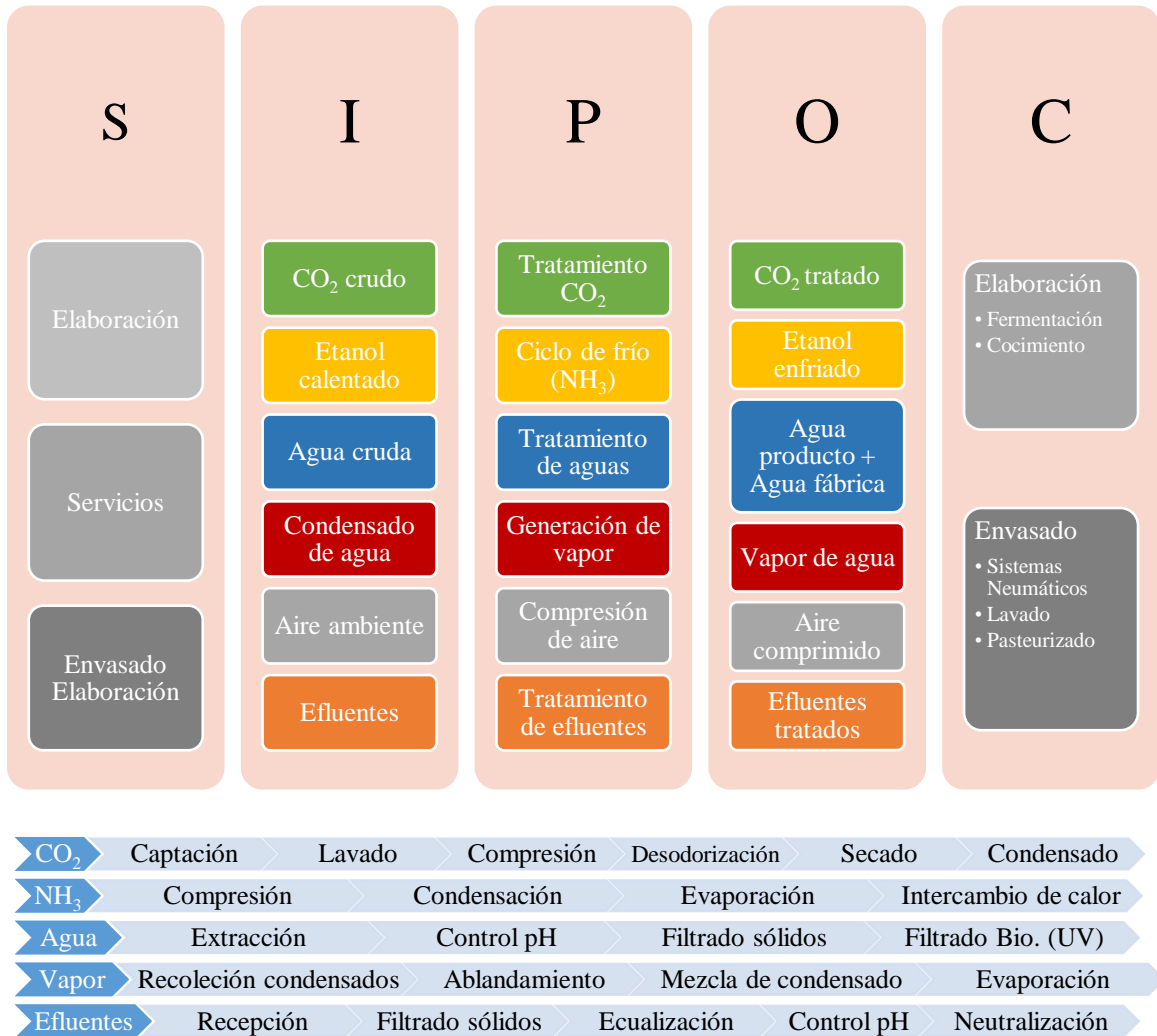 S
I
P
O
C
Elaboración
Servicios
Envasado
Elaboración
CO₂ crudo
Etanol
calentado
Agua cruda
Condensado
de agua
Aire ambiente
Efluentes
Tratamiento
CO₂
Ciclo de frío
(NH₃)
Tratamiento
de aguas
Generación de
vapor
Compresión
de aire
Tratamiento
de efluentes
CO₂ tratado
Etanol
enfriado
Agua
producto +
Agua fábrica
Vapor de agua
Aire
comprimido
Efluentes
tratados
Elaboración
• Fermentación
• Cocimiento
Envasado
• Sistemas
Neumáticos
• Lavado
• Pasteurizado
CO₂ Captación Lavado Compresión Desodorización Secado Condensado
NH₃ Compresión Condensación Evaporación Intercambio de calor
Agua Extracción Control pH Filtrado sólidos Filtrado Bio. (UV)
Vapor Recoleción condensados Ablandamiento Mezcla de condensado Evaporación
Efluentes Recepción Filtrado sólidos Ecualización Control pH Neutralización